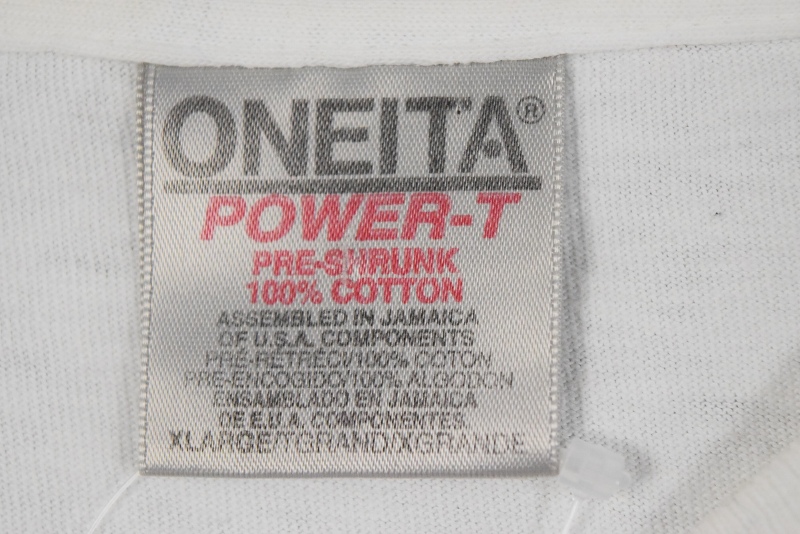 ONEITA®
POWER-T
PRE-SHRUNK
100% COTTON
ASSEMBLED IN JAMAICA
OF U.S.A. COMPONENTS
PRÉ-RÉTRÉCI/100% COTON
PRE-ENCOGIDO/100% ALGODON
ENSAMBLADO EN JAMAICA
DE E.U.A. COMPONENTES
XLARGE/TGRAND/XGRANDE